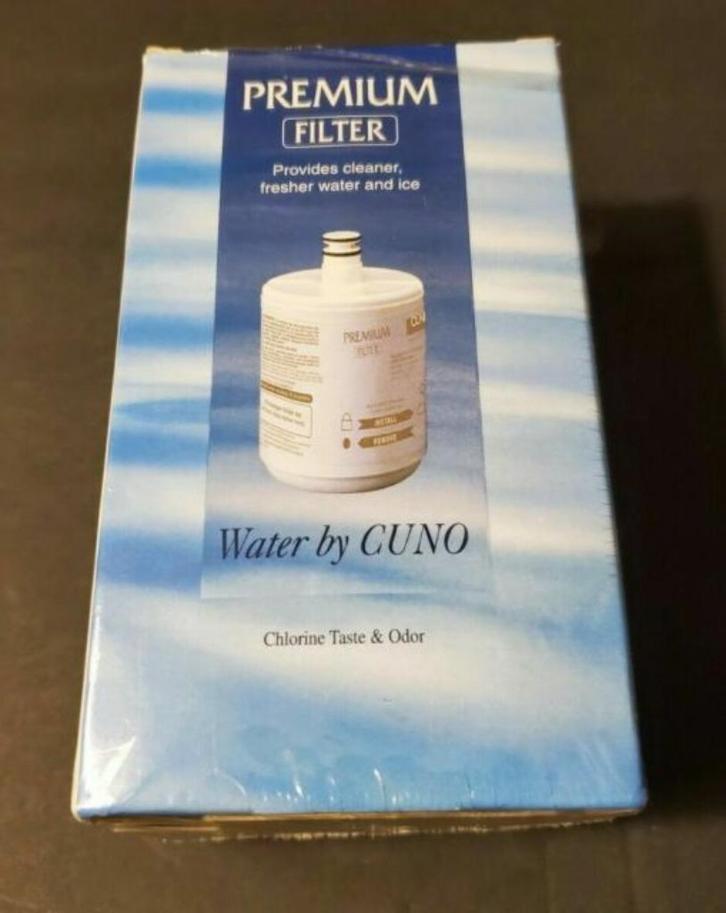 PREMIUM
FILTER
Provides cleaner,
fresher water and ice
PREMIUM
FILTER
INSTALL
REMOVE
Water by CUNO
Chlorine Taste & Odor